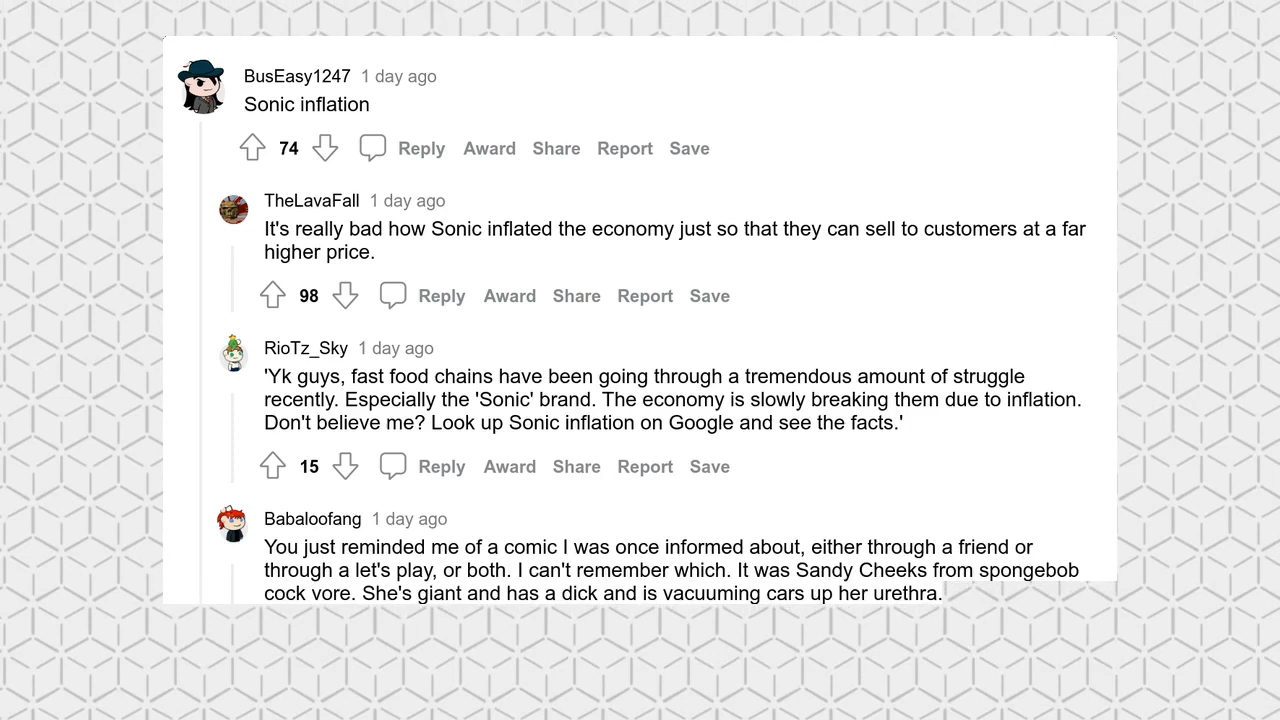 BusEasy1247 1 day ago
Sonic inflation
74 Reply Award Share Report Save
TheLavaFall 1 day ago
It's really bad how Sonic inflated the economy just so that they can sell to customers at a far
higher price.
98 Reply Award Share Report Save
RioTz_Sky 1 day ago
'Yk guys, fast food chains have been going through a tremendous amount of struggle
recently. Especially the 'Sonic' brand. The economy is slowly breaking them due to inflation.
Don't believe me? Look up Sonic inflation on Google and see the facts.'
15 Reply Award Share Report Save
Babaloofang 1 day ago
You just reminded me of a comic I was once informed about, either through a friend or
through a let's play, or both. I can't remember which. It was Sandy Cheeks from spongebob
cock vore. She's giant and has a dick and is vacuuming cars up her urethra.